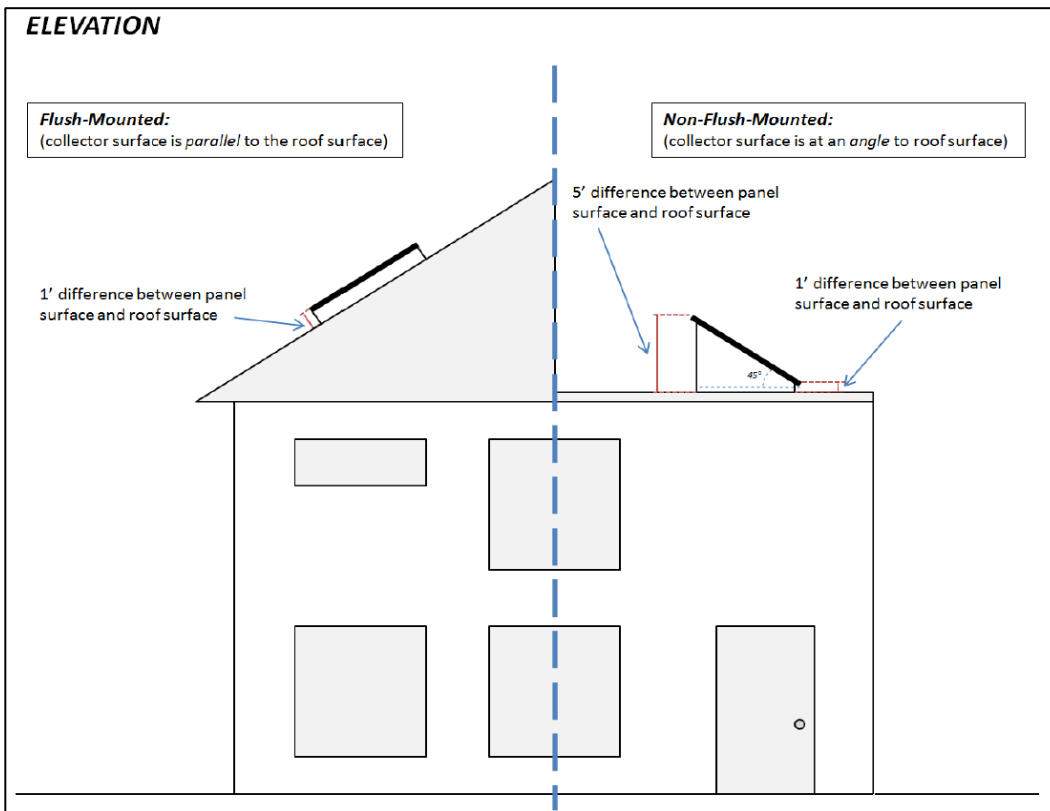 ELEVATION
Flush-Mounted:
(collector surface is parallel to the roof surface)
Non-Flush-Mounted:
(collector surface is at an angle to roof surface)
5’ difference between panel
surface and roof surface
1’ difference between panel
surface and roof surface
1’ difference between panel
surface and roof surface
45°